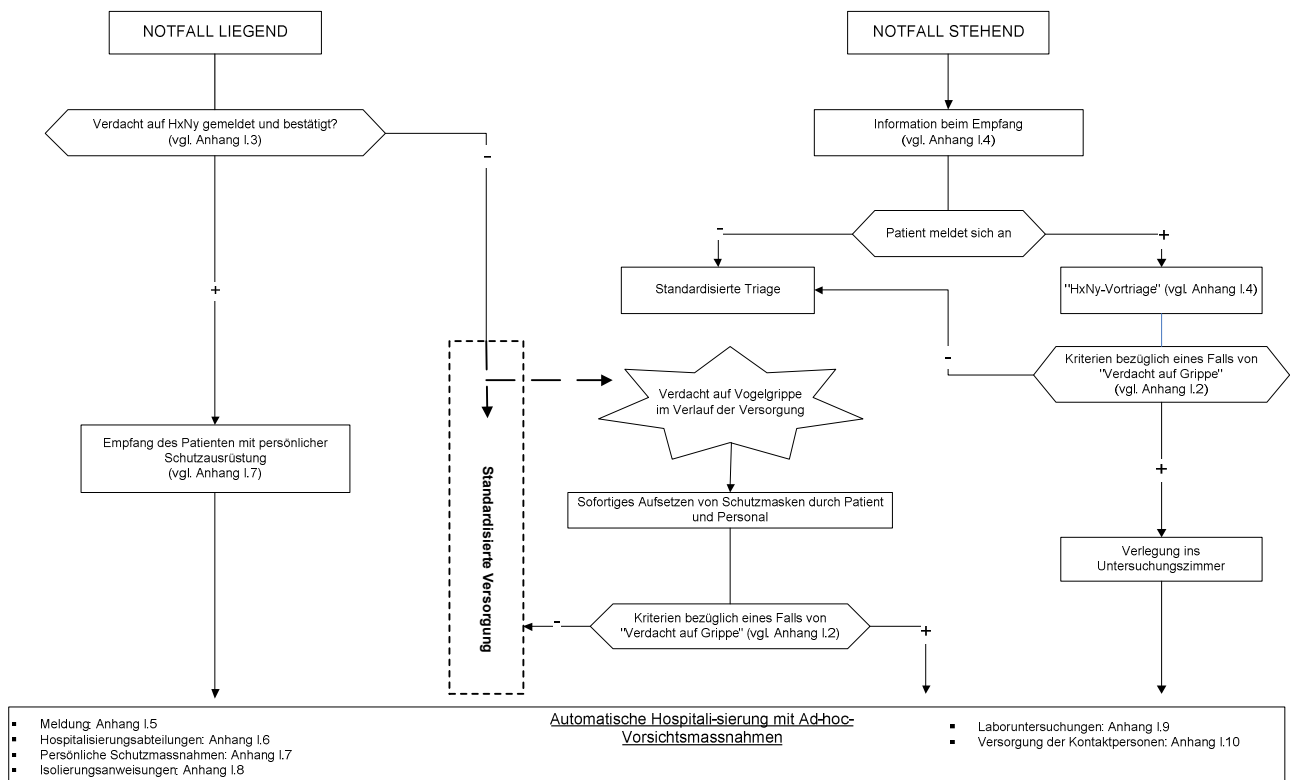 NOTFALL LIEGEND
NOTFALL STEHEND
Verdacht auf HxNy gemeldet und bestätigt?
(vgl. Anhang I.3)
-
+
Information beim Empfang
(vgl. Anhang I.4)
Patient meldet sich an
-
+
Standardisierte Triage
"HxNy-Vortriage" (vgl. Anhang I.4)
Kriterien bezüglich eines Falls von
"Verdacht auf Grippe"
(vgl. Anhang I.2)
-
+
Verdacht auf Vogelgrippe
im Verlauf der Versorgung
Empfang des Patienten mit persönlicher
Schutzausrüstung
(vgl. Anhang I.7)
Standardisierte Versorgung
Sofortiges Aufsetzen von Schutzmasken durch Patient
und Personal
Verlegung ins
Untersuchungszimmer
Kriterien bezüglich eines Falls von
"Verdacht auf Grippe" (vgl. Anhang I.2)
-
+
Automatische Hospitali-sierung mit Ad-hoc-
Vorsichtsmassnahmen
▪ Meldung: Anhang I.5
▪ Hospitalisierungsabteilungen: Anhang I.6
▪ Persönliche Schutzmassnahmen: Anhang I.7
▪ Isolierungsanweisungen: Anhang I.8
▪ Laboruntersuchungen: Anhang I.9
▪ Versorgung der Kontaktpersonen: Anhang I.10